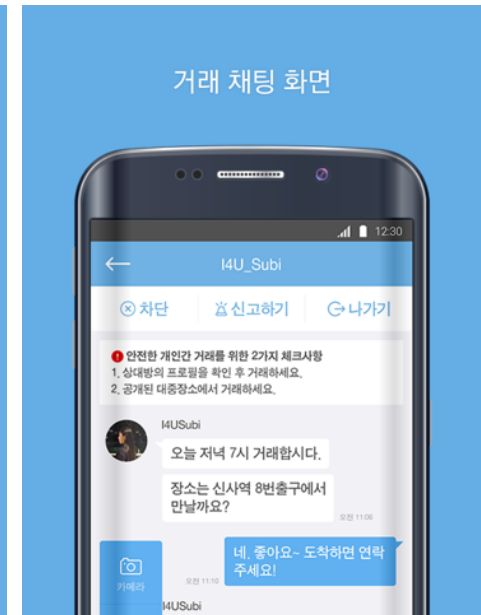 거래 채팅 화면
12:30
I4U_Subi
차단 신고하기 나가기
안전한 개인간 거래를 위한 2가지 체크사항
1. 상대방의 프로필을 확인 후 거래하세요.
2. 공개된 대중장소에서 거래하세요.
I4USubi
오늘 저녁 7시 거래합시다.
장소는 신사역 8번출구에서
만날까요?
오전 11:06
네. 좋아요~ 도착하면 연락
주세요!
오전 11:10
카메라
I4USubi